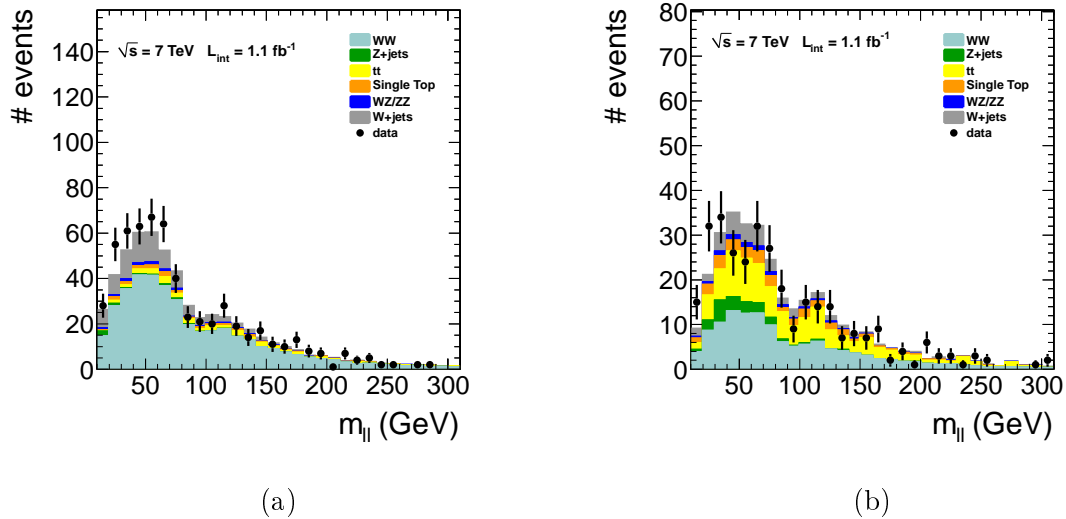 # events
160
140
120
100
80
60
40
20
0
√s = 7 TeV   L_int = 1.1 fb⁻¹
WW
Z+jets
tt
Single Top
WZ/ZZ
W+jets
data
50 100 150 200 250 300
m_ll (GeV)
(a)
# events
80
70
60
50
40
30
20
10
0
√s = 7 TeV   L_int = 1.1 fb⁻¹
WW
Z+jets
tt
Single Top
WZ/ZZ
W+jets
data
50 100 150 200 250 300
m_ll (GeV)
(b)